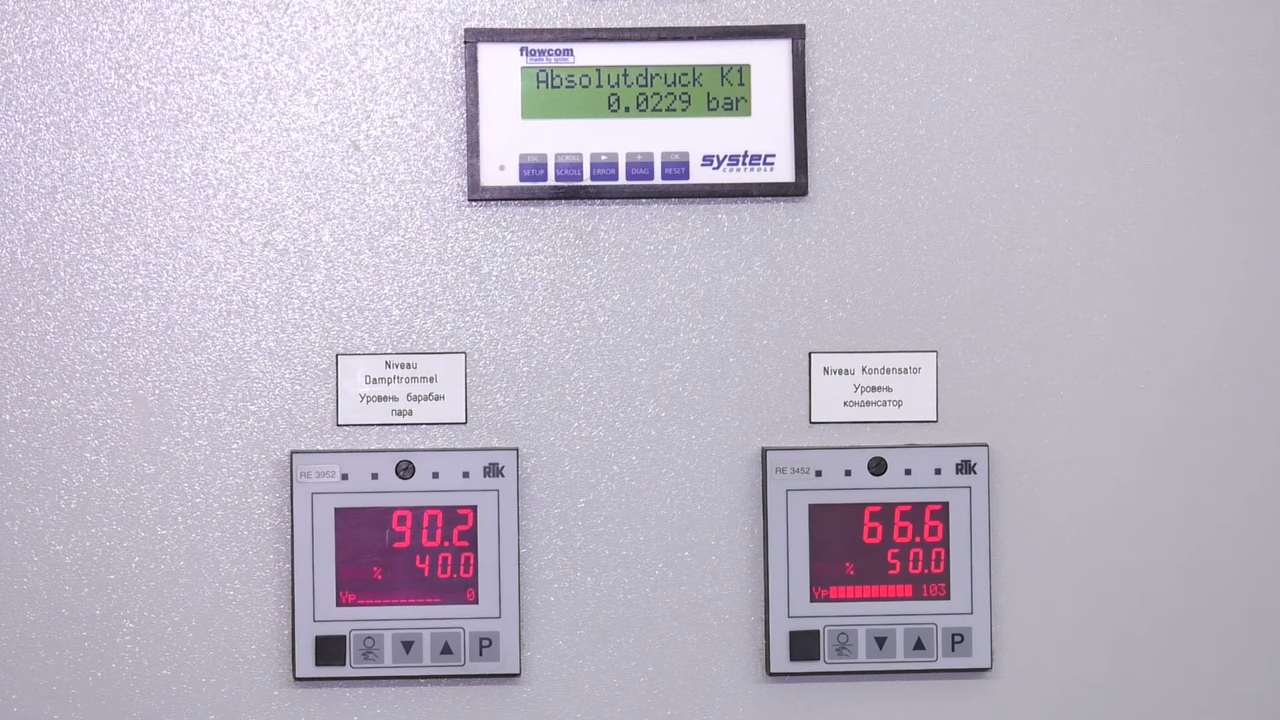 flowcom
made by systec
Absolutdruck K1
0.0229 bar
ESC SCROLL ► + OK
SETUP SCROLL ERROR DIAG RESET
systec
CONTROLS
Niveau
Dampftrommel
Уровень барабан
пара
Niveau Kondensator
Уровень
конденсатор
RE 3952
RTK
90.2
% 40.0
Yp 0
P
RE 3452
RTK
66.6
% 50.0
Yp 103
P